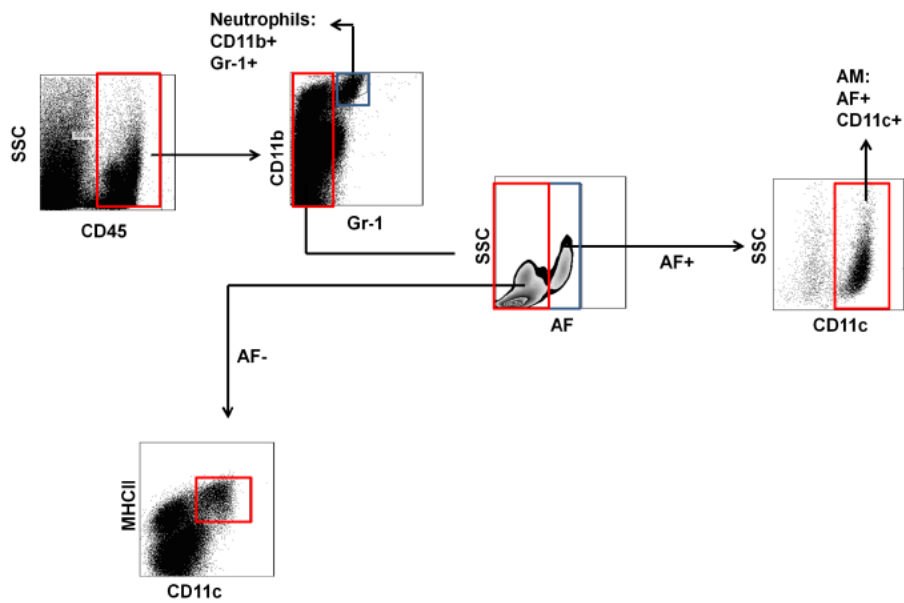 Neutrophils:
CD11b+
Gr-1+
AM:
AF+
CD11c+
SSC
CD45
CD11b
Gr-1
SSC
AF
AF+
SSC
CD11c
AF-
MHCII
CD11c